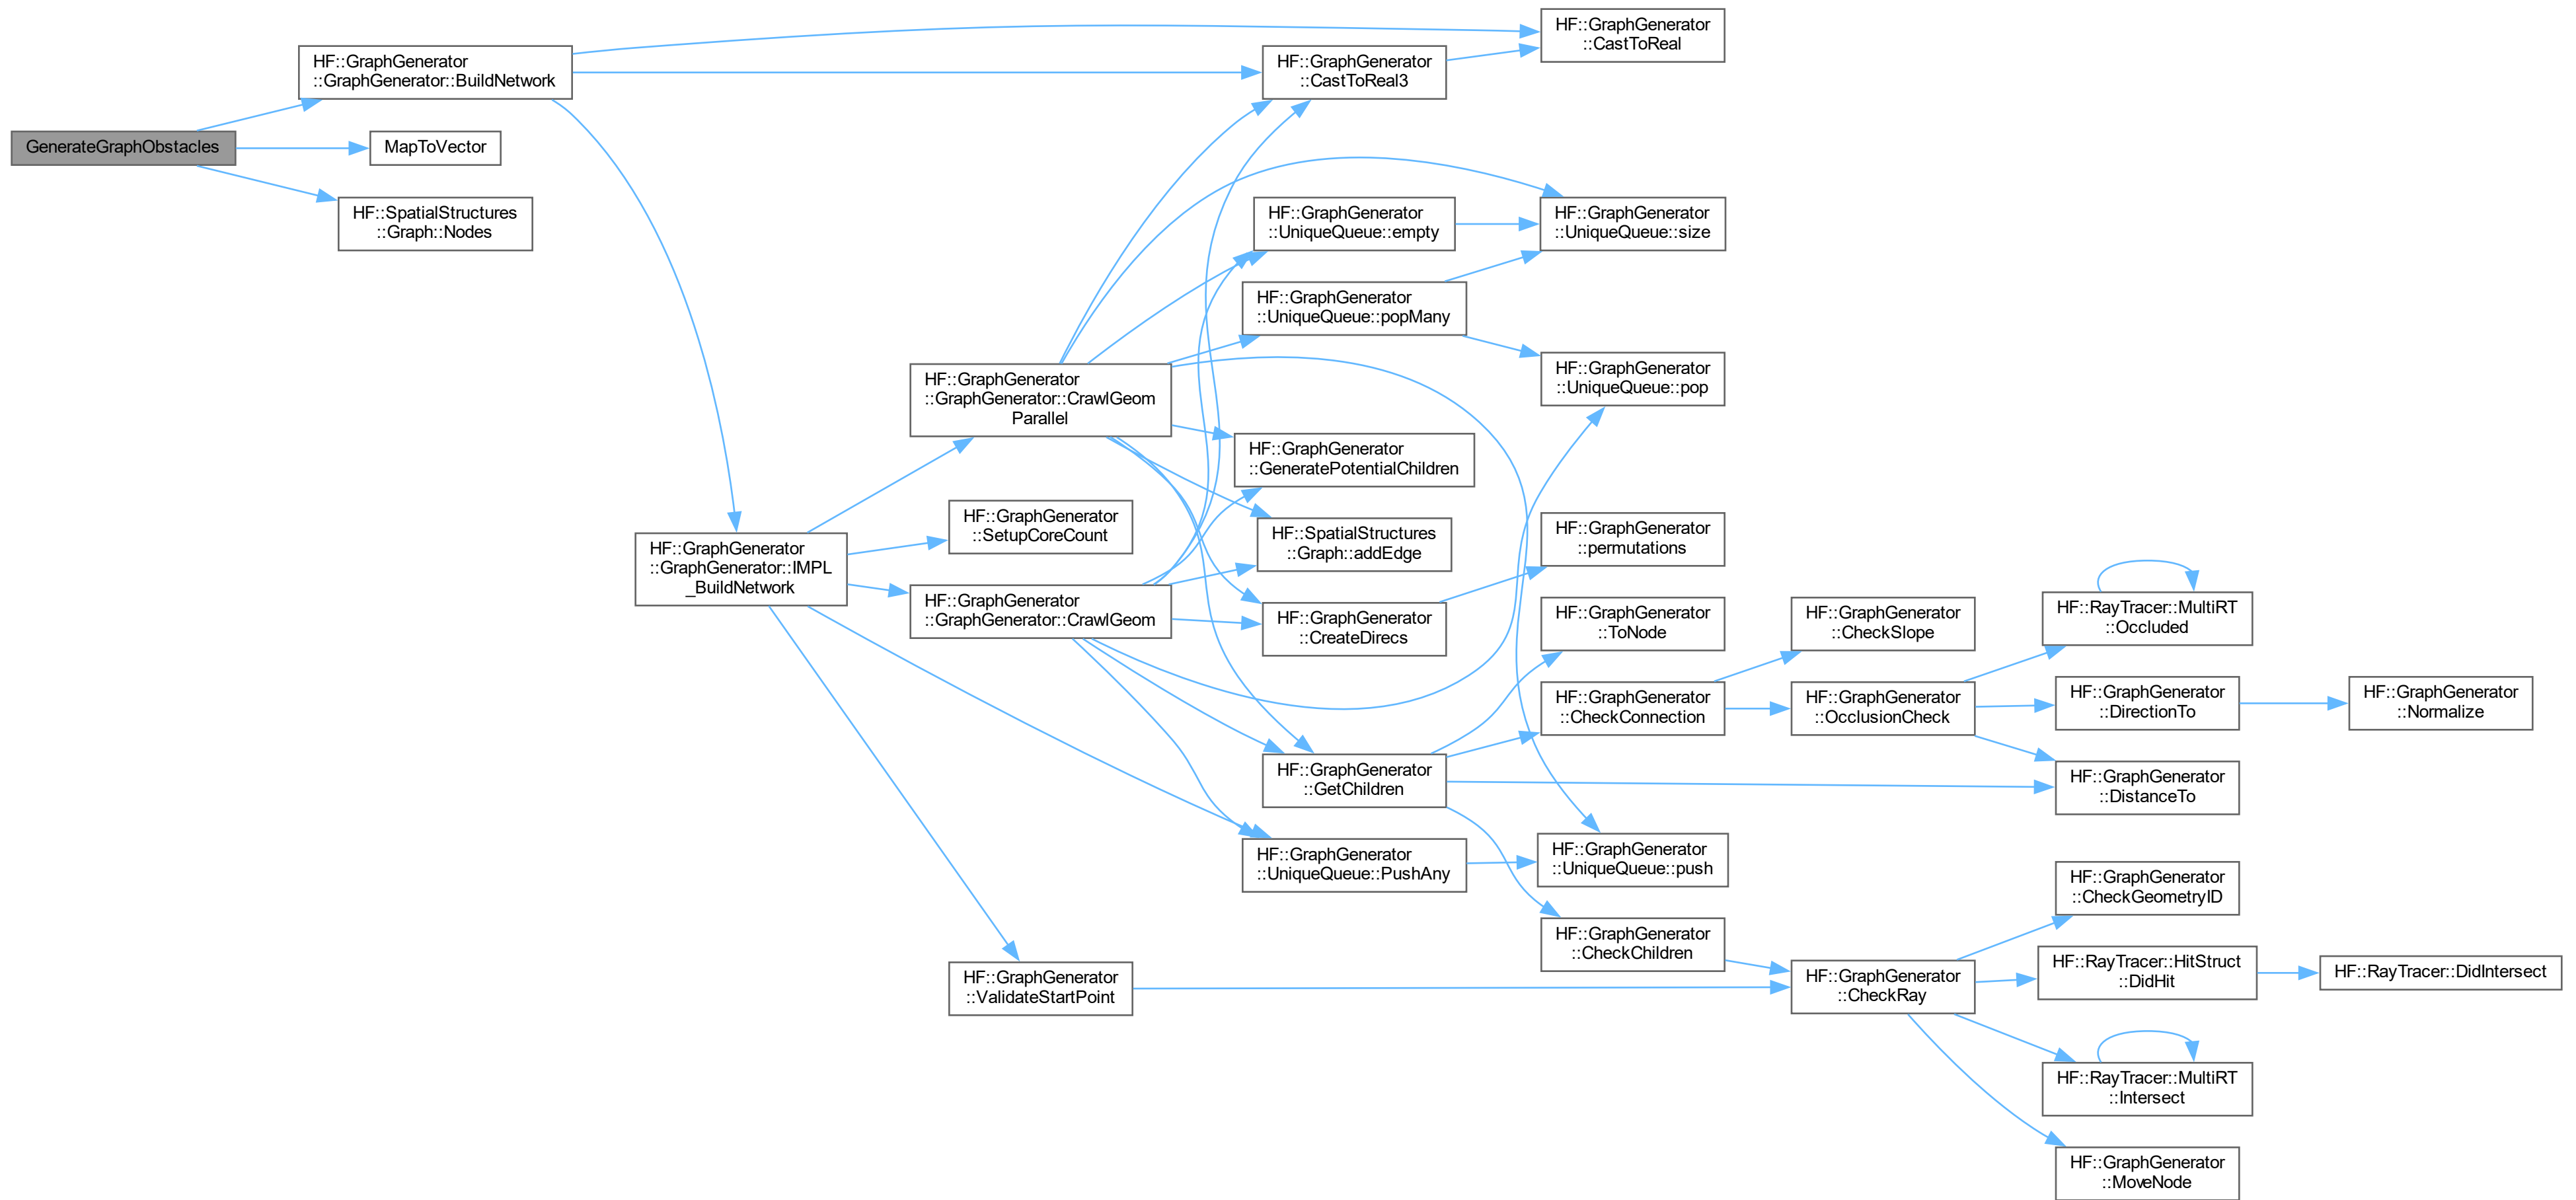 GenerateGraphObstacles
HF::GraphGenerator
::GraphGenerator::BuildNetwork
MapToVector
HF::SpatialStructures
::Graph::Nodes
HF::GraphGenerator
::GraphGenerator::IMPL
_BuildNetwork
HF::GraphGenerator
::GraphGenerator::CrawlGeom
Parallel
HF::GraphGenerator
::SetupCoreCount
HF::GraphGenerator
::GraphGenerator::CrawlGeom
HF::GraphGenerator
::ValidateStartPoint
HF::GraphGenerator
::CastToReal3
HF::GraphGenerator
::UniqueQueue::empty
HF::GraphGenerator
::UniqueQueue::popMany
HF::GraphGenerator
::GeneratePotentialChildren
HF::SpatialStructures
::Graph::addEdge
HF::GraphGenerator
::CreateDirecs
HF::GraphGenerator
::GetChildren
HF::GraphGenerator
::UniqueQueue::PushAny
HF::GraphGenerator
::CastToReal
HF::GraphGenerator
::UniqueQueue::size
HF::GraphGenerator
::UniqueQueue::pop
HF::GraphGenerator
::permutations
HF::GraphGenerator
::ToNode
HF::GraphGenerator
::CheckConnection
HF::GraphGenerator
::UniqueQueue::push
HF::GraphGenerator
::CheckChildren
HF::GraphGenerator
::CheckSlope
HF::GraphGenerator
::OcclusionCheck
HF::GraphGenerator
::CheckRay
HF::RayTracer::MultiRT
::Occluded
HF::GraphGenerator
::DirectionTo
HF::GraphGenerator
::DistanceTo
HF::GraphGenerator
::CheckGeometryID
HF::RayTracer::HitStruct
::DidHit
HF::RayTracer::MultiRT
::Intersect
HF::GraphGenerator
::MoveNode
HF::GraphGenerator
::Normalize
HF::RayTracer::DidIntersect